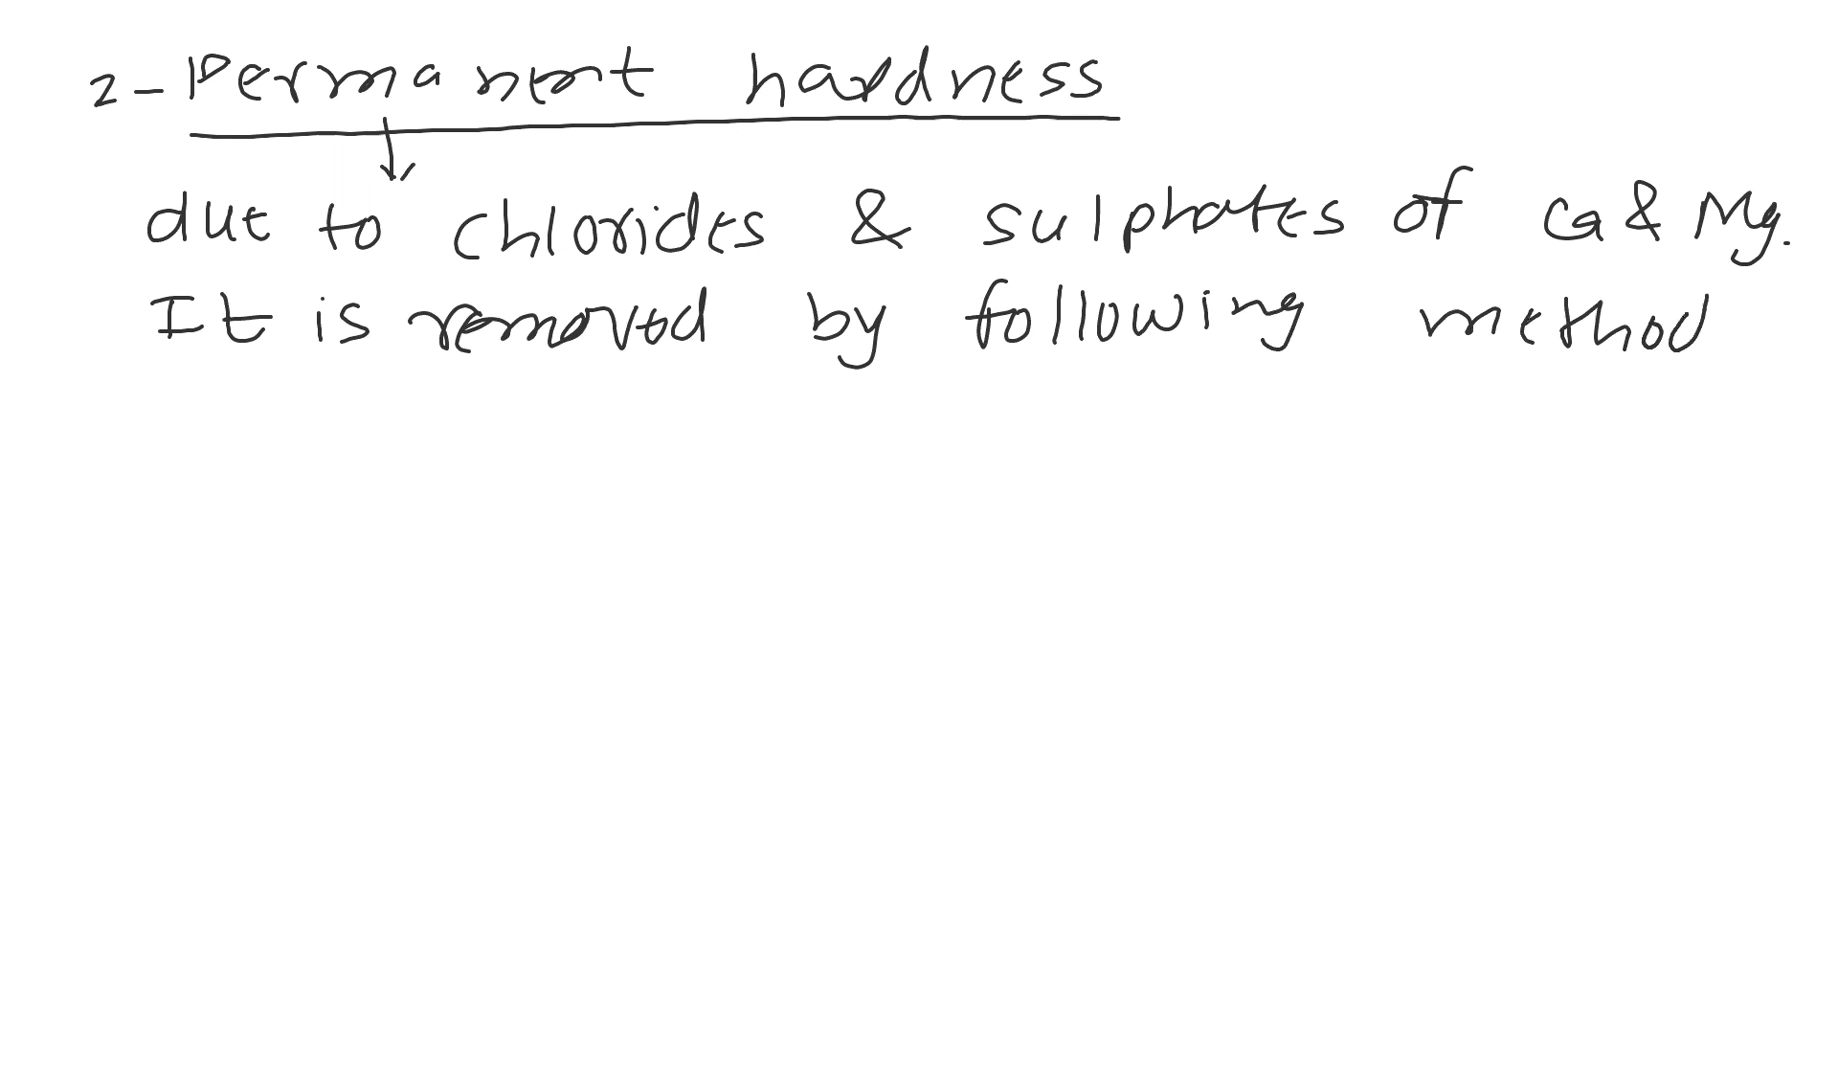 2- Permanent hardness
due to chlorides & sulphates of Ca & Mg.
It is removed by following method